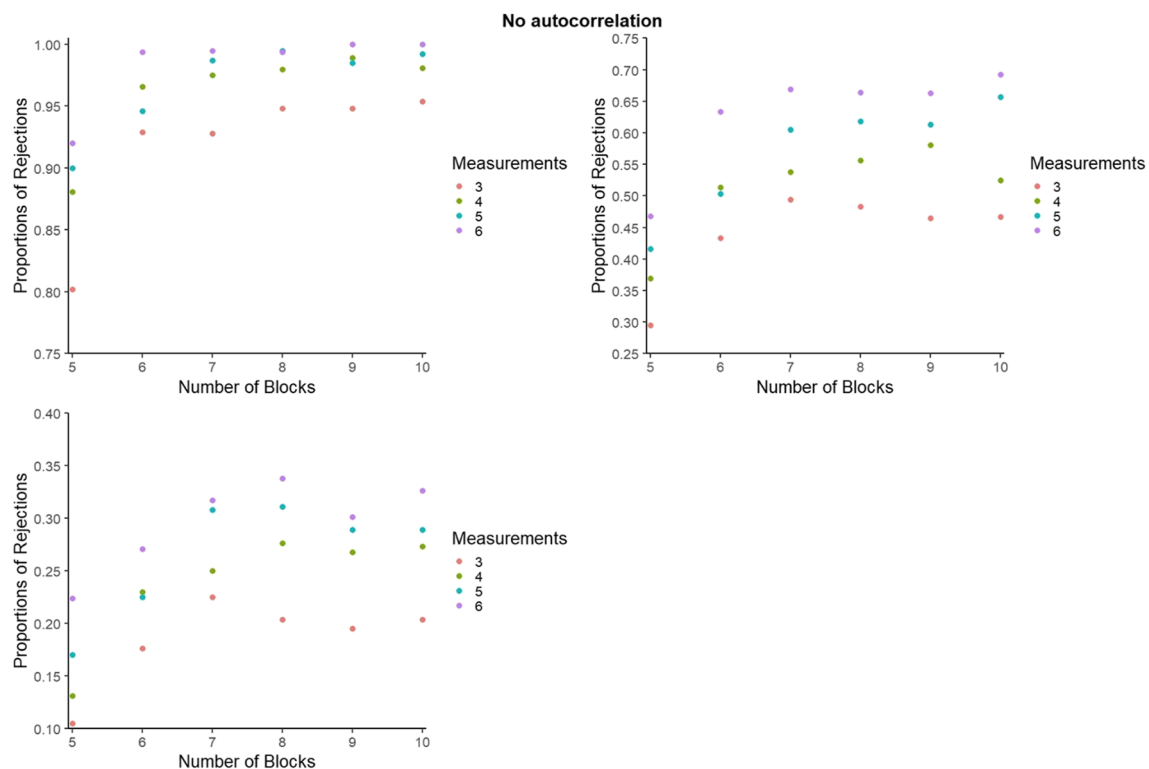 No autocorrelation
Proportions of Rejections
1.00
0.95
0.90
0.85
0.80
0.75
5 6 7 8 9 10
Number of Blocks
Measurements
3
4
5
6
Proportions of Rejections
0.75
0.70
0.65
0.60
0.55
0.50
0.45
0.40
0.35
0.30
0.25
5 6 7 8 9 10
Number of Blocks
Measurements
3
4
5
6
Proportions of Rejections
0.40
0.35
0.30
0.25
0.20
0.15
0.10
5 6 7 8 9 10
Number of Blocks
Measurements
3
4
5
6